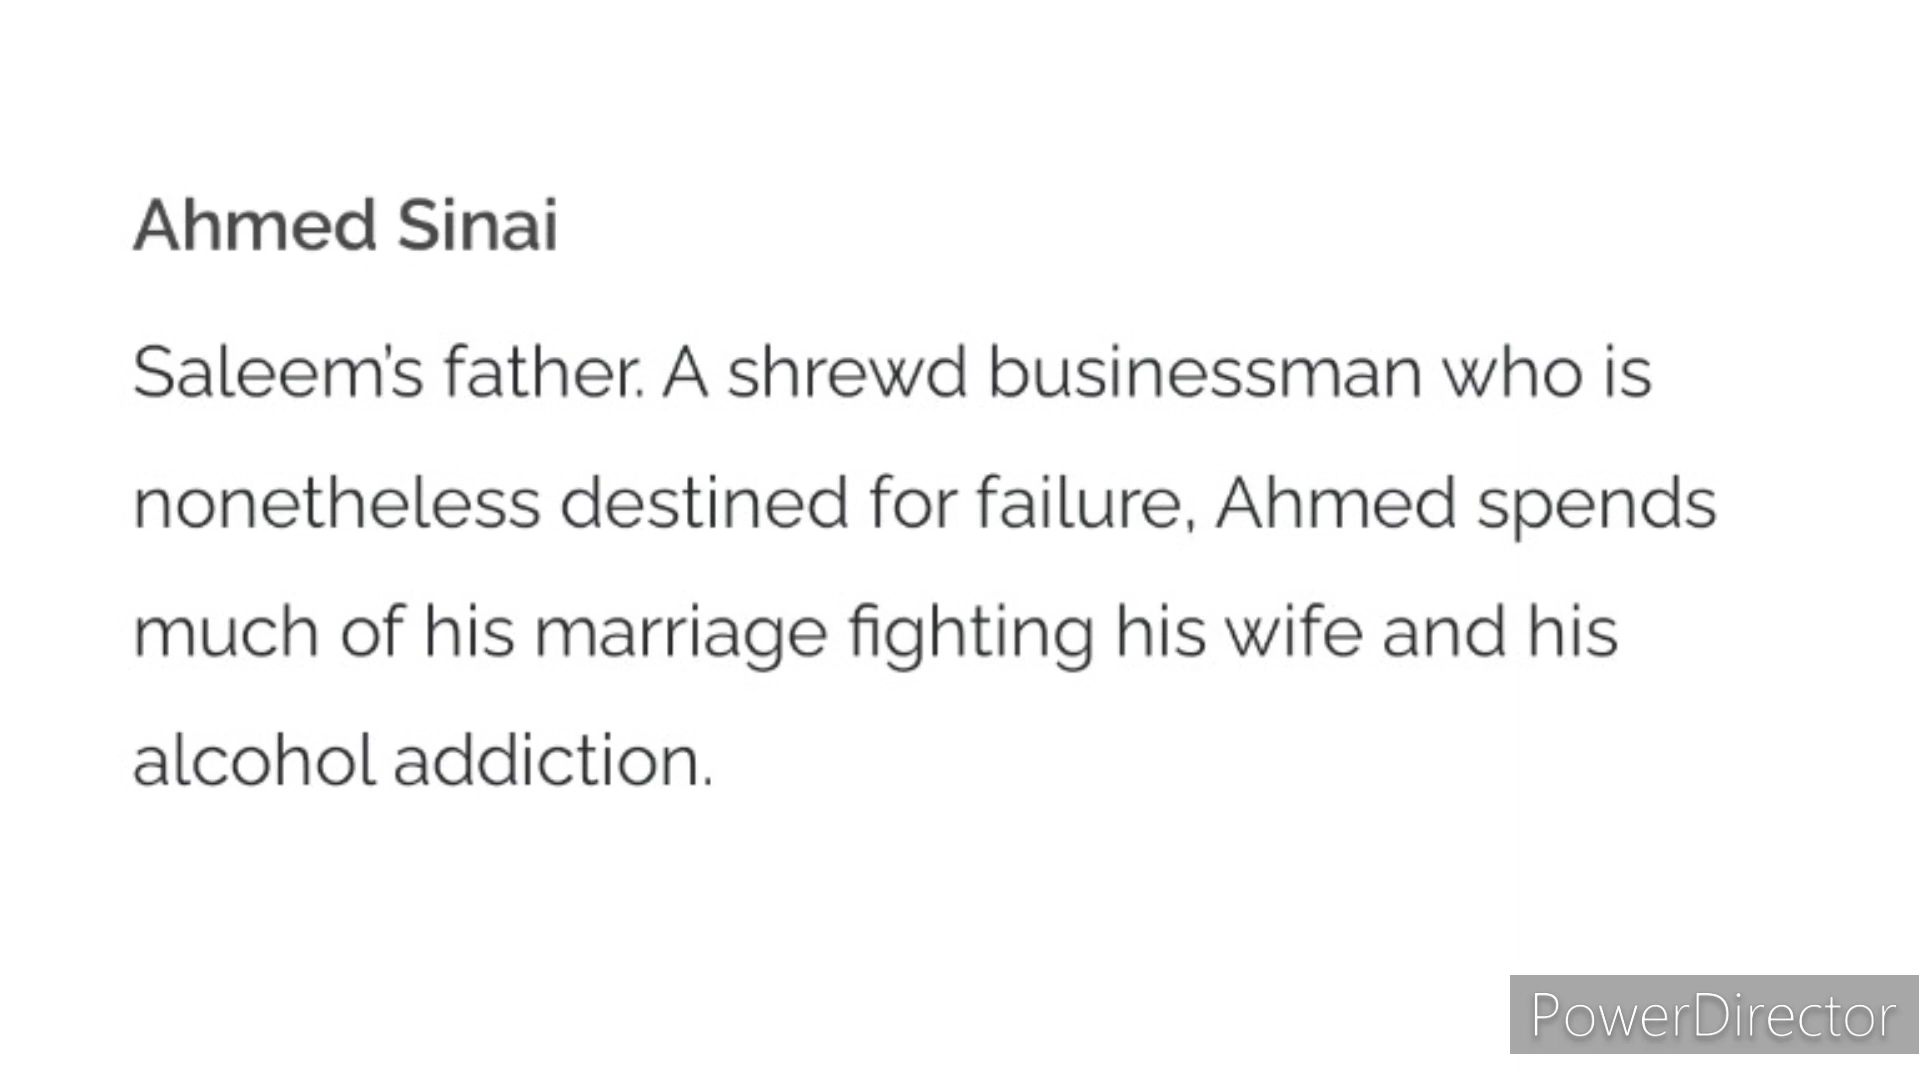 Ahmed Sinai
Saleem’s father. A shrewd businessman who is
nonetheless destined for failure, Ahmed spends
much of his marriage fighting his wife and his
alcohol addiction.
PowerDirector